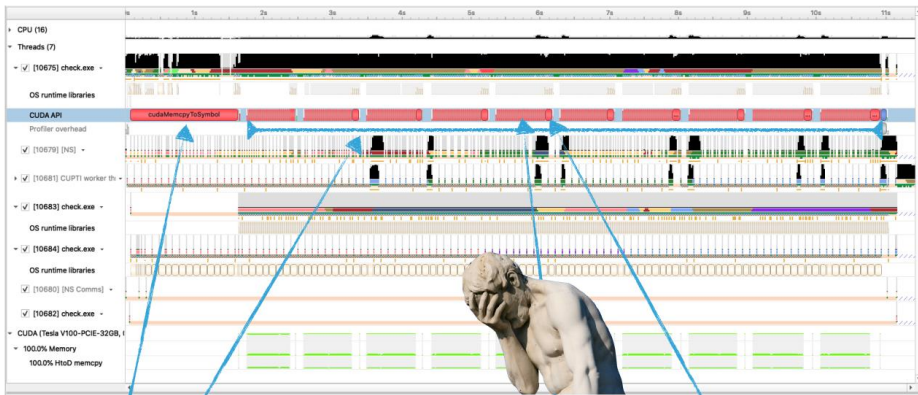 0s 1s 2s 3s 4s 5s 6s 7s 8s 9s 10s 11s
CPU (16)
Threads (7)
[10675] check.exe
OS runtime libraries
CUDA API cudaMemcpyToSymbol
Profiler overhead
[10679] [NS]
[10681] CUPTI worker th
[10683] check.exe
OS runtime libraries
[10684] check.exe
OS runtime libraries
[10680] [NS Comms]
[10682] check.exe
CUDA (Tesla V100-PCIE-32GB, (
100.0% Memory
100.0% HtoD memcpy